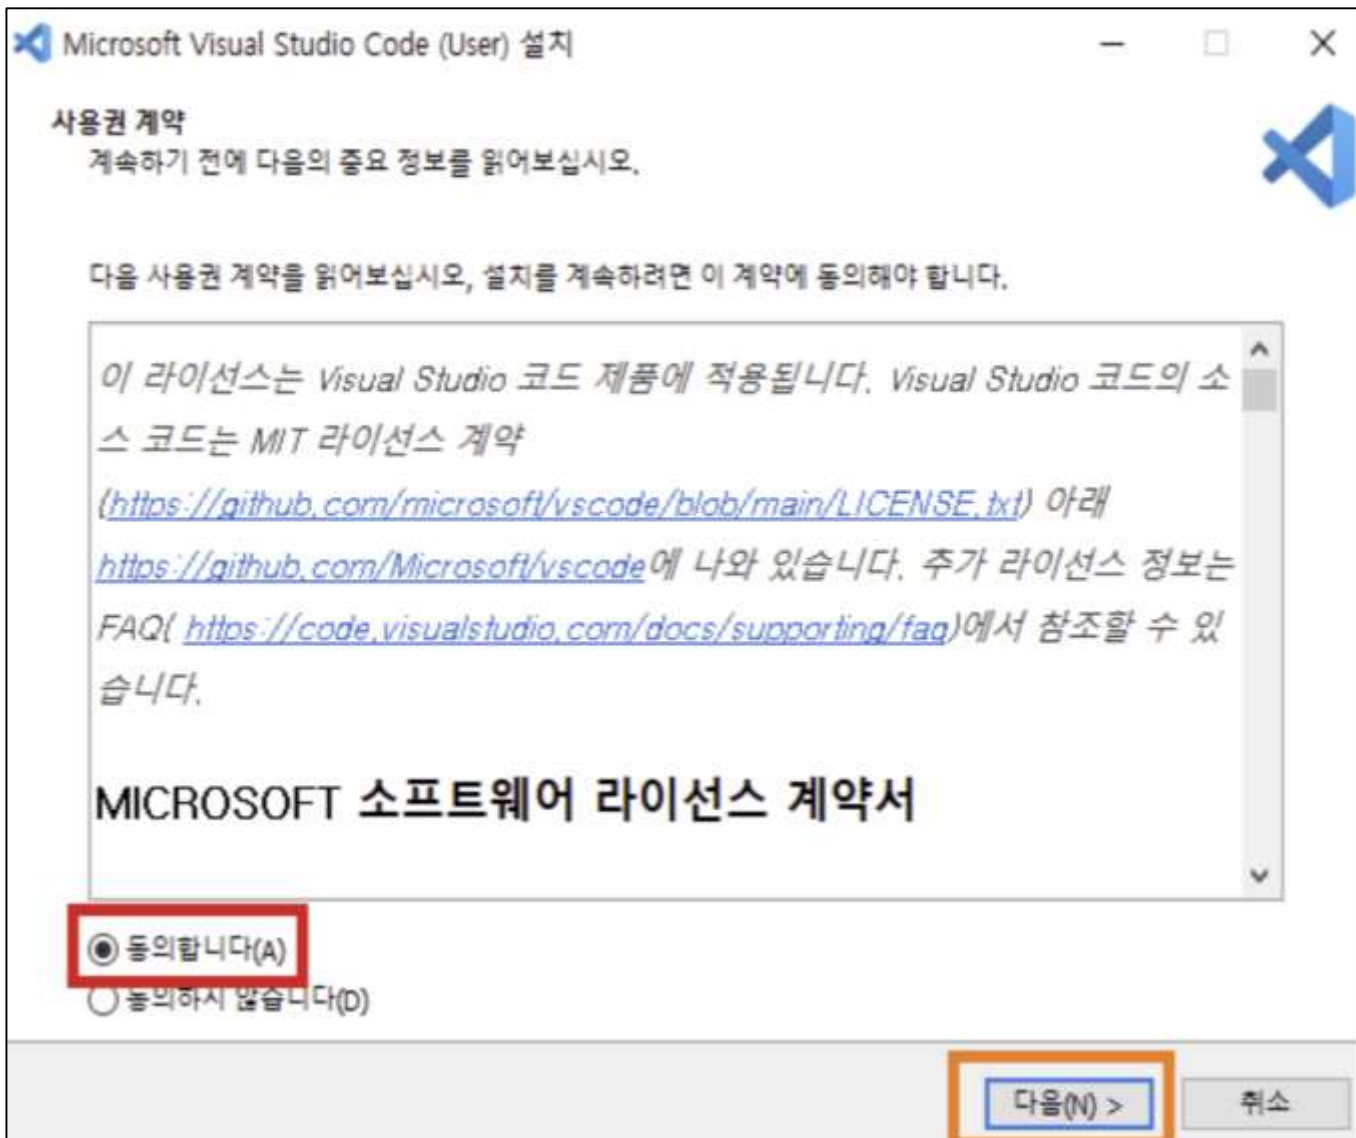 Microsoft Visual Studio Code (User) 설치
사용권 계약
계속하기 전에 다음의 중요 정보를 읽어보십시오.
다음 사용권 계약을 읽어보십시오, 설치를 계속하려면 이 계약에 동의해야 합니다.
이 라이선스는 Visual Studio 코드 제품에 적용됩니다. Visual Studio 코드의 소
스 코드는 MIT 라이선스 계약
(https://github.com/microsoft/vscode/blob/main/LICENSE.txt) 아래
https://github.com/Microsoft/vscode에 나와 있습니다. 추가 라이선스 정보는
FAQ( https://code.visualstudio.com/docs/supporting/faq)에서 참조할 수 있
습니다.
MICROSOFT 소프트웨어 라이선스 계약서
동의합니다(A)
동의하지 않습니다(D)
다음(N) >
취소